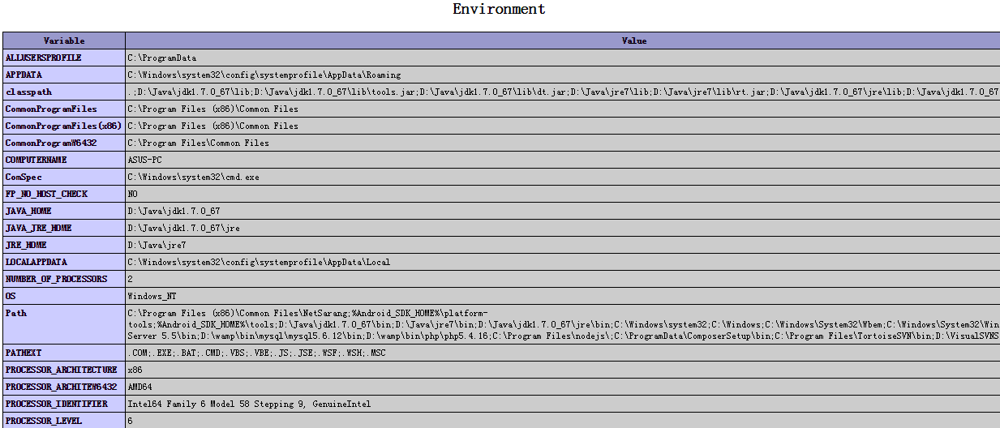 Environment
Variable Value
ALLUSERSPROFILE C:\ProgramData
APPDATA C:\Windows\system32\config\systemprofile\AppData\Roaming
classpath .;D:\Java\jdk1.7.0_67\lib;D:\Java\jdk1.7.0_67\lib\tools.jar;D:\Java\jdk1.7.0_67\lib\dt.jar;D:\Java\jre7\lib;D:\Java\jre7\lib\rt.jar;D:\Java\jdk1.7.0_67\jre\lib;D:\Java\jdk1.7.0_67
CommonProgramFiles C:\Program Files (x86)\Common Files
CommonProgramFiles(x86) C:\Program Files (x86)\Common Files
CommonProgramW6432 C:\Program Files\Common Files
COMPUTERNAME ASUS-PC
ComSpec C:\Windows\system32\cmd.exe
FP_NO_HOST_CHECK NO
JAVA_HOME D:\Java\jdk1.7.0_67
JAVA_JRE_HOME D:\Java\jdk1.7.0_67\jre
JRE_HOME D:\Java\jre7
LOCALAPPDATA C:\Windows\system32\config\systemprofile\AppData\Local
NUMBER_OF_PROCESSORS 2
OS Windows_NT
Path C:\Program Files (x86)\Common Files\NetSarang;%Android_SDK_HOME%\platform-
tools;%Android_SDK_HOME%\tools;D:\Java\jdk1.7.0_67\bin;D:\Java\jre7\bin;D:\Java\jdk1.7.0_67\jre\bin;C:\Windows\system32;C:\Windows;C:\Windows\System32\Wbem;C:\Windows\System32\Win
Server 5.5\bin;D:\wamp\bin\mysql\mysql5.6.12\bin;D:\wamp\bin\php\php5.4.16;C:\Program Files\nodejs\;C:\ProgramData\ComposerSetup\bin;C:\Program Files\TortoiseSVN\bin;D:\VisualSVNS
PATHEXT .COM;.EXE;.BAT;.CMD;.VBS;.VBE;.JS;.JSE;.WSF;.WSH;.MSC
PROCESSOR_ARCHITECTURE x86
PROCESSOR_ARCHITEW6432 AMD64
PROCESSOR_IDENTIFIER Intel64 Family 6 Model 58 Stepping 9, GenuineIntel
PROCESSOR_LEVEL 6